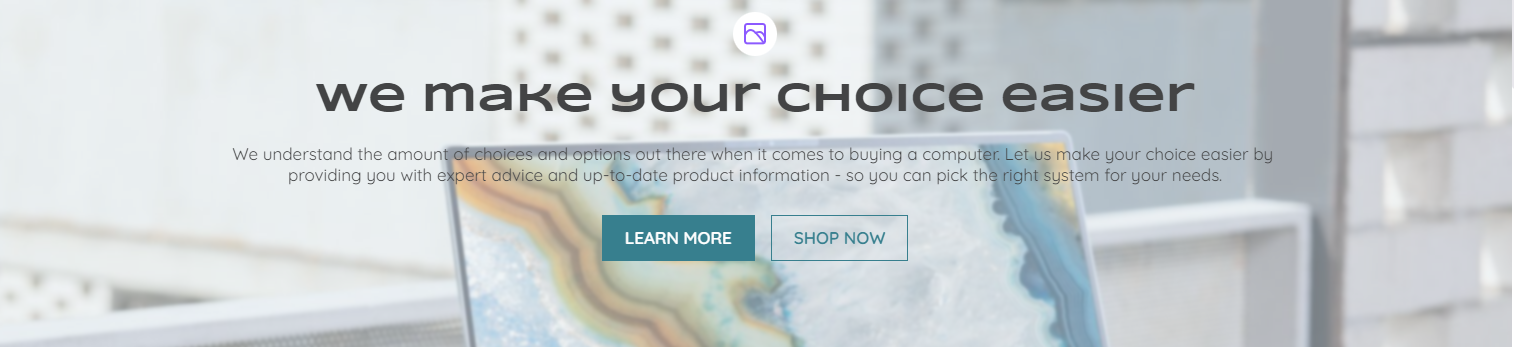 we make your choice easier
We understand the amount of choices and options out there when it comes to buying a computer. Let us make your choice easier by
providing you with expert advice and up-to-date product information - so you can pick the right system for your needs.
LEARN MORE SHOP NOW